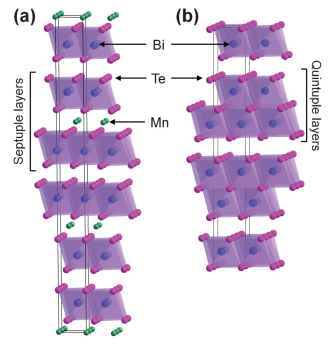 (a)
(b)
Bi
Te
Mn
Septuple layers
Quintuple layers